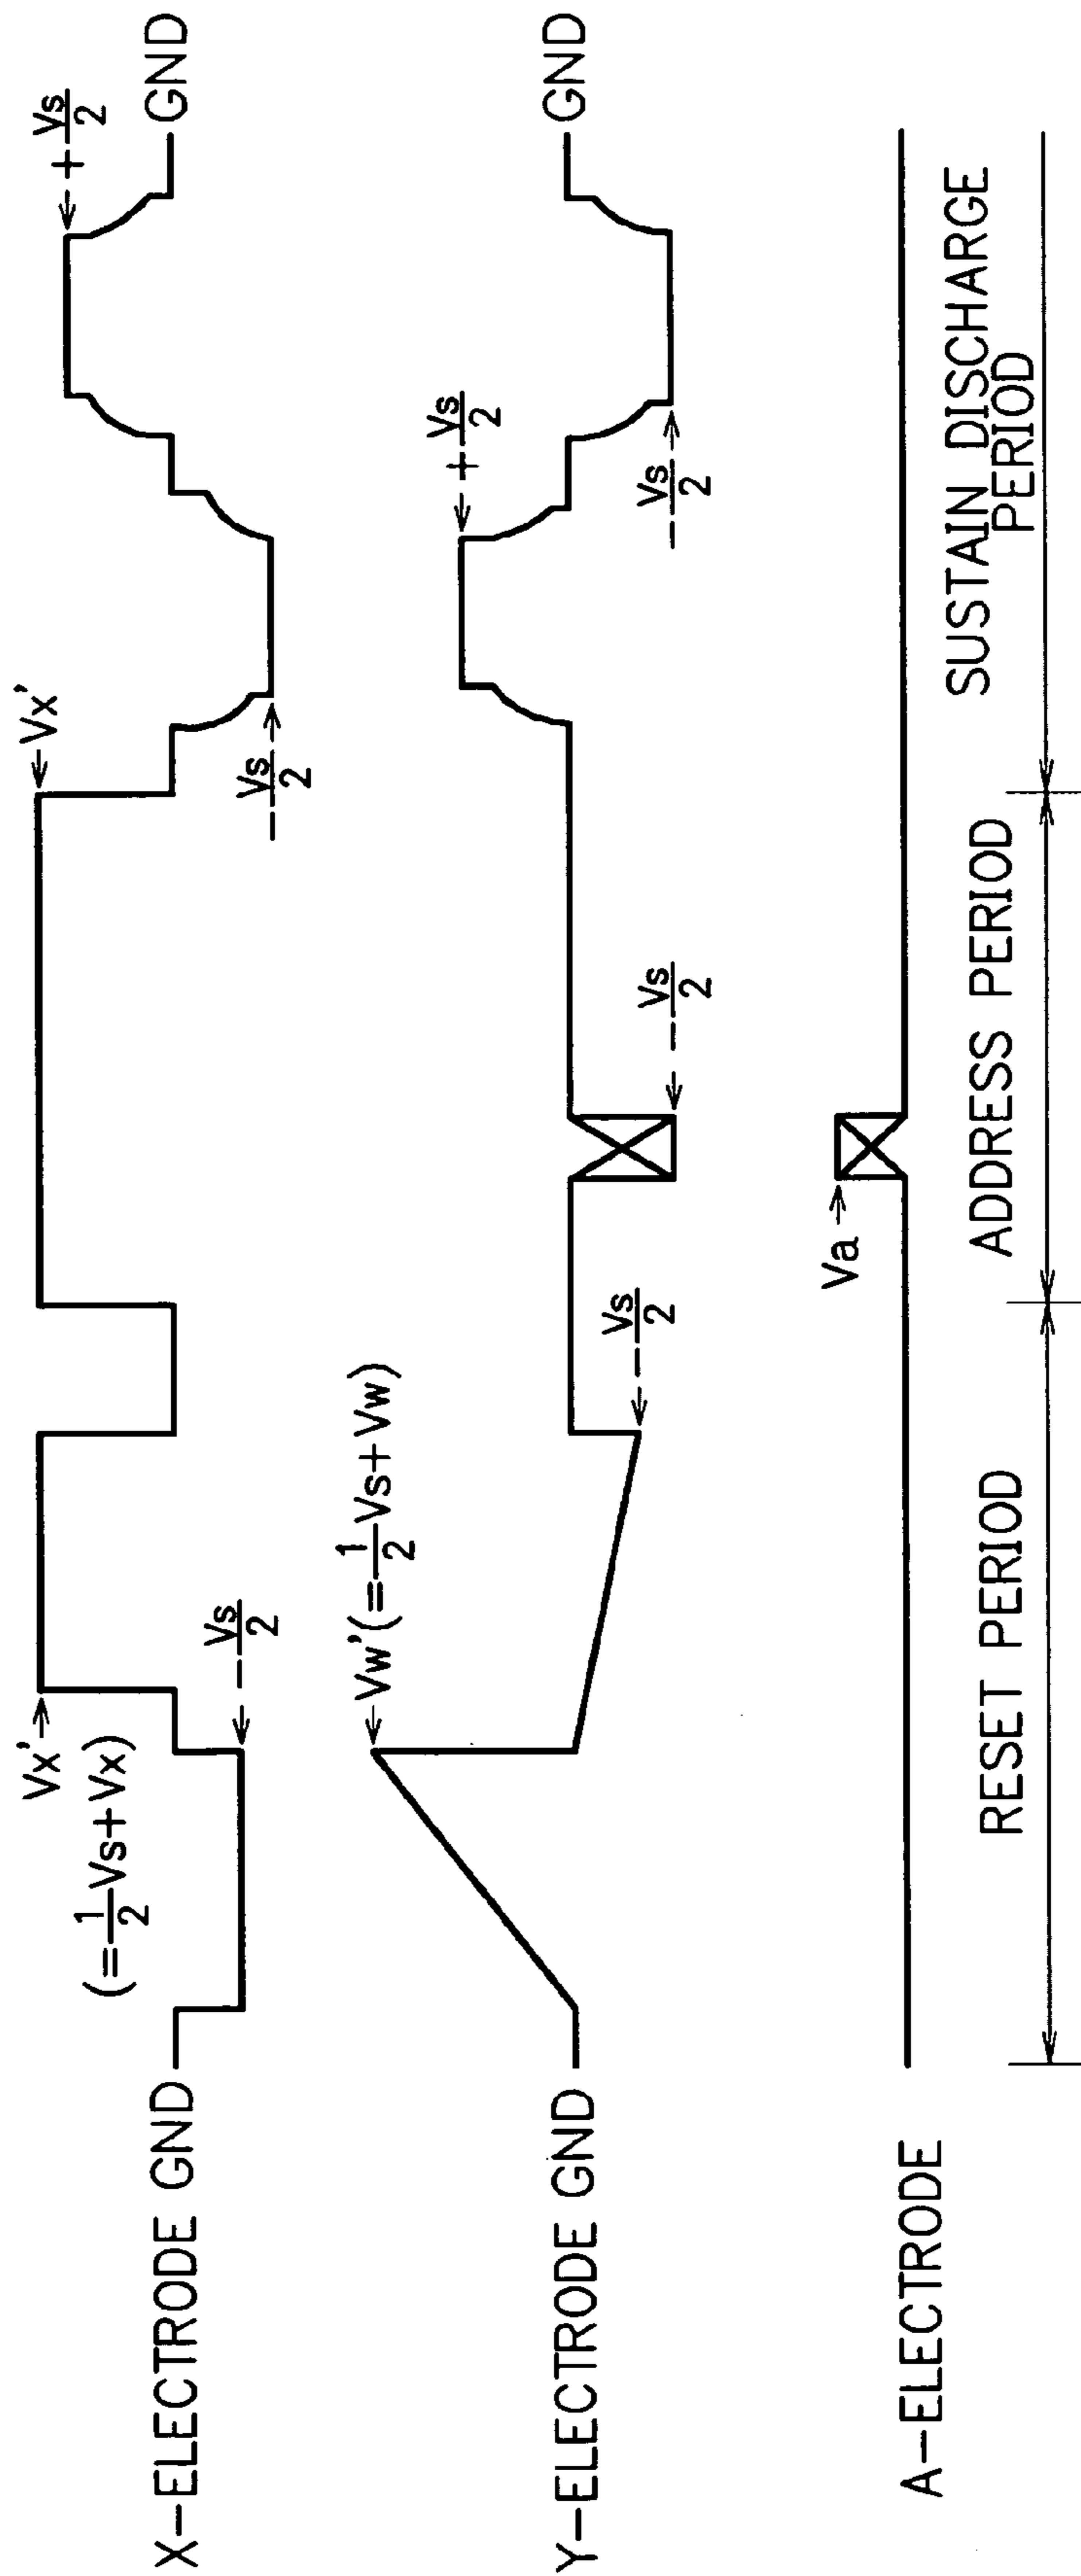 X-ELECTRODE GND
Vx'
(=1/2Vs+Vx)
-Vs/2
Vx'
-Vs/2
+Vs/2
GND
Y-ELECTRODE GND
Vw'(=1/2Vs+Vw)
-Vs/2
-Vs/2
+Vs/2
-Vs/2
GND
A-ELECTRODE
Va
RESET PERIOD
ADDRESS PERIOD
SUSTAIN DISCHARGE
PERIOD